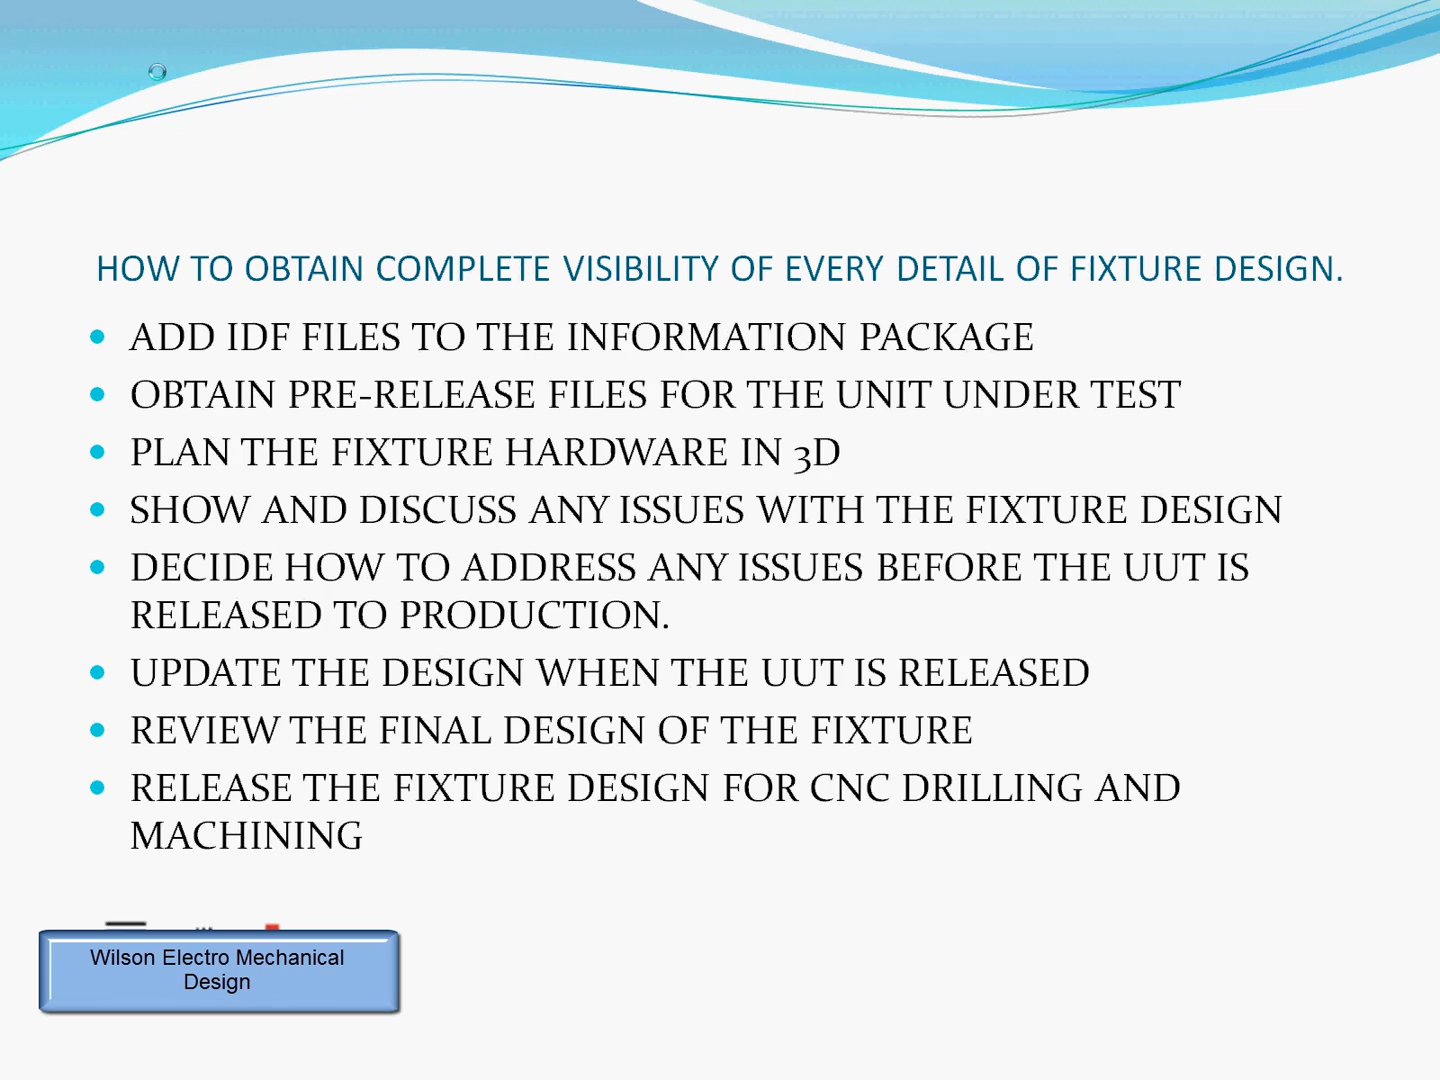 HOW TO OBTAIN COMPLETE VISIBILITY OF EVERY DETAIL OF FIXTURE DESIGN.
• ADD IDF FILES TO THE INFORMATION PACKAGE
• OBTAIN PRE-RELEASE FILES FOR THE UNIT UNDER TEST
• PLAN THE FIXTURE HARDWARE IN 3D
• SHOW AND DISCUSS ANY ISSUES WITH THE FIXTURE DESIGN
• DECIDE HOW TO ADDRESS ANY ISSUES BEFORE THE UUT IS
RELEASED TO PRODUCTION.
• UPDATE THE DESIGN WHEN THE UUT IS RELEASED
• REVIEW THE FINAL DESIGN OF THE FIXTURE
• RELEASE THE FIXTURE DESIGN FOR CNC DRILLING AND
MACHINING
Wilson Electro Mechanical
Design